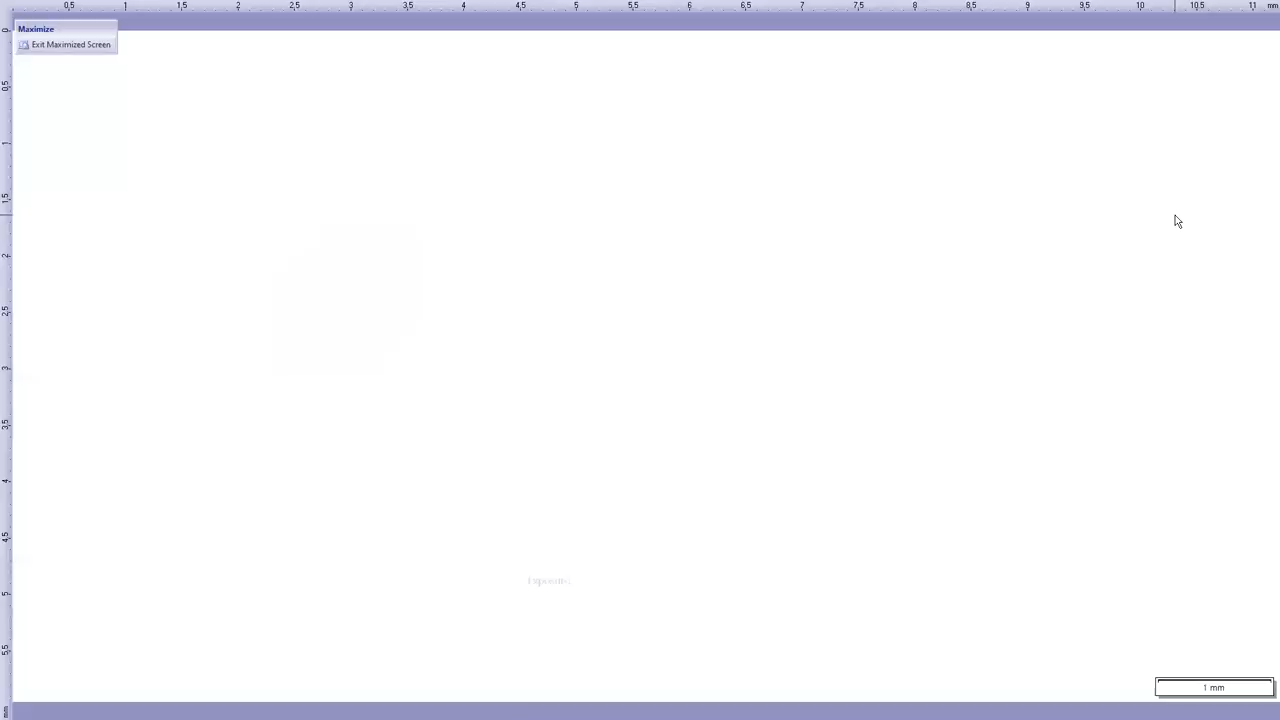 0,5 1 1,5 2 2,5 3 3,5 4 4,5 5 5,5 6 6,5 7 7,5 8 8,5 9 9,5 10 10,5 11 mm
Maximize
Exit Maximized Screen
0
0,5
1
1,5
2
2,5
3
3,5
4
4,5
5
5,5
mm
1 mm